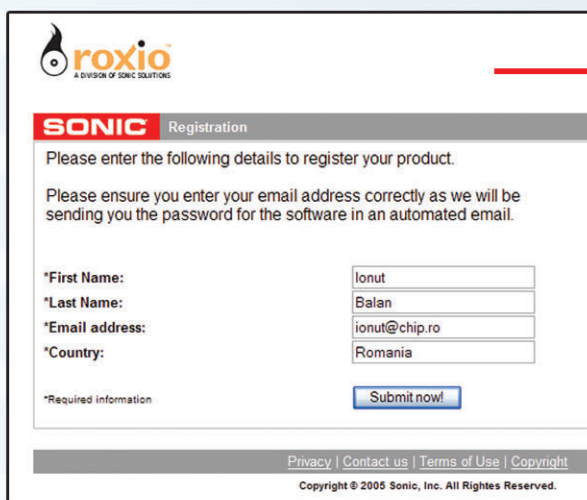 roxio™
A DIVISION OF SONIC SOLUTIONS
SONIC Registration
Please enter the following details to register your product.
Please ensure you enter your email address correctly as we will be
sending you the password for the software in an automated email.
*First Name: Ionut
*Last Name: Balan
*Email address: ionut@chip.ro
*Country: Romania
*Required information Submit now!
Privacy | Contact us | Terms of Use | Copyright
Copyright © 2005 Sonic, Inc. All Rightes Reserved.